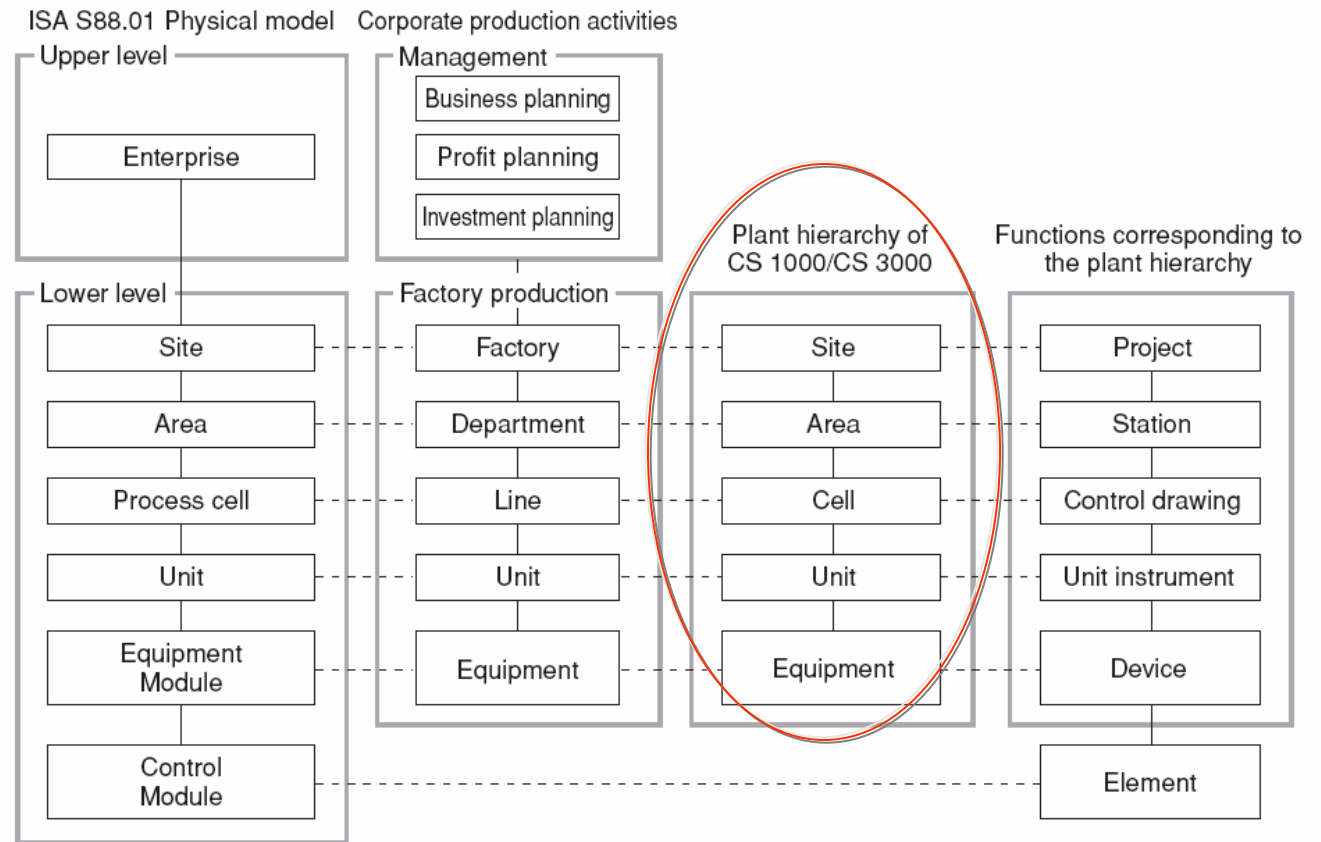 ISA S88.01 Physical model
Upper level
Enterprise
Lower level
Site
Area
Process cell
Unit
Equipment
Module
Control
Module
Corporate production activities
Management
Business planning
Profit planning
Investment planning
Factory production
Factory
Department
Line
Unit
Equipment
Plant hierarchy of
CS 1000/CS 3000
Site
Area
Cell
Unit
Equipment
Functions corresponding to
the plant hierarchy
Project
Station
Control drawing
Unit instrument
Device
Element